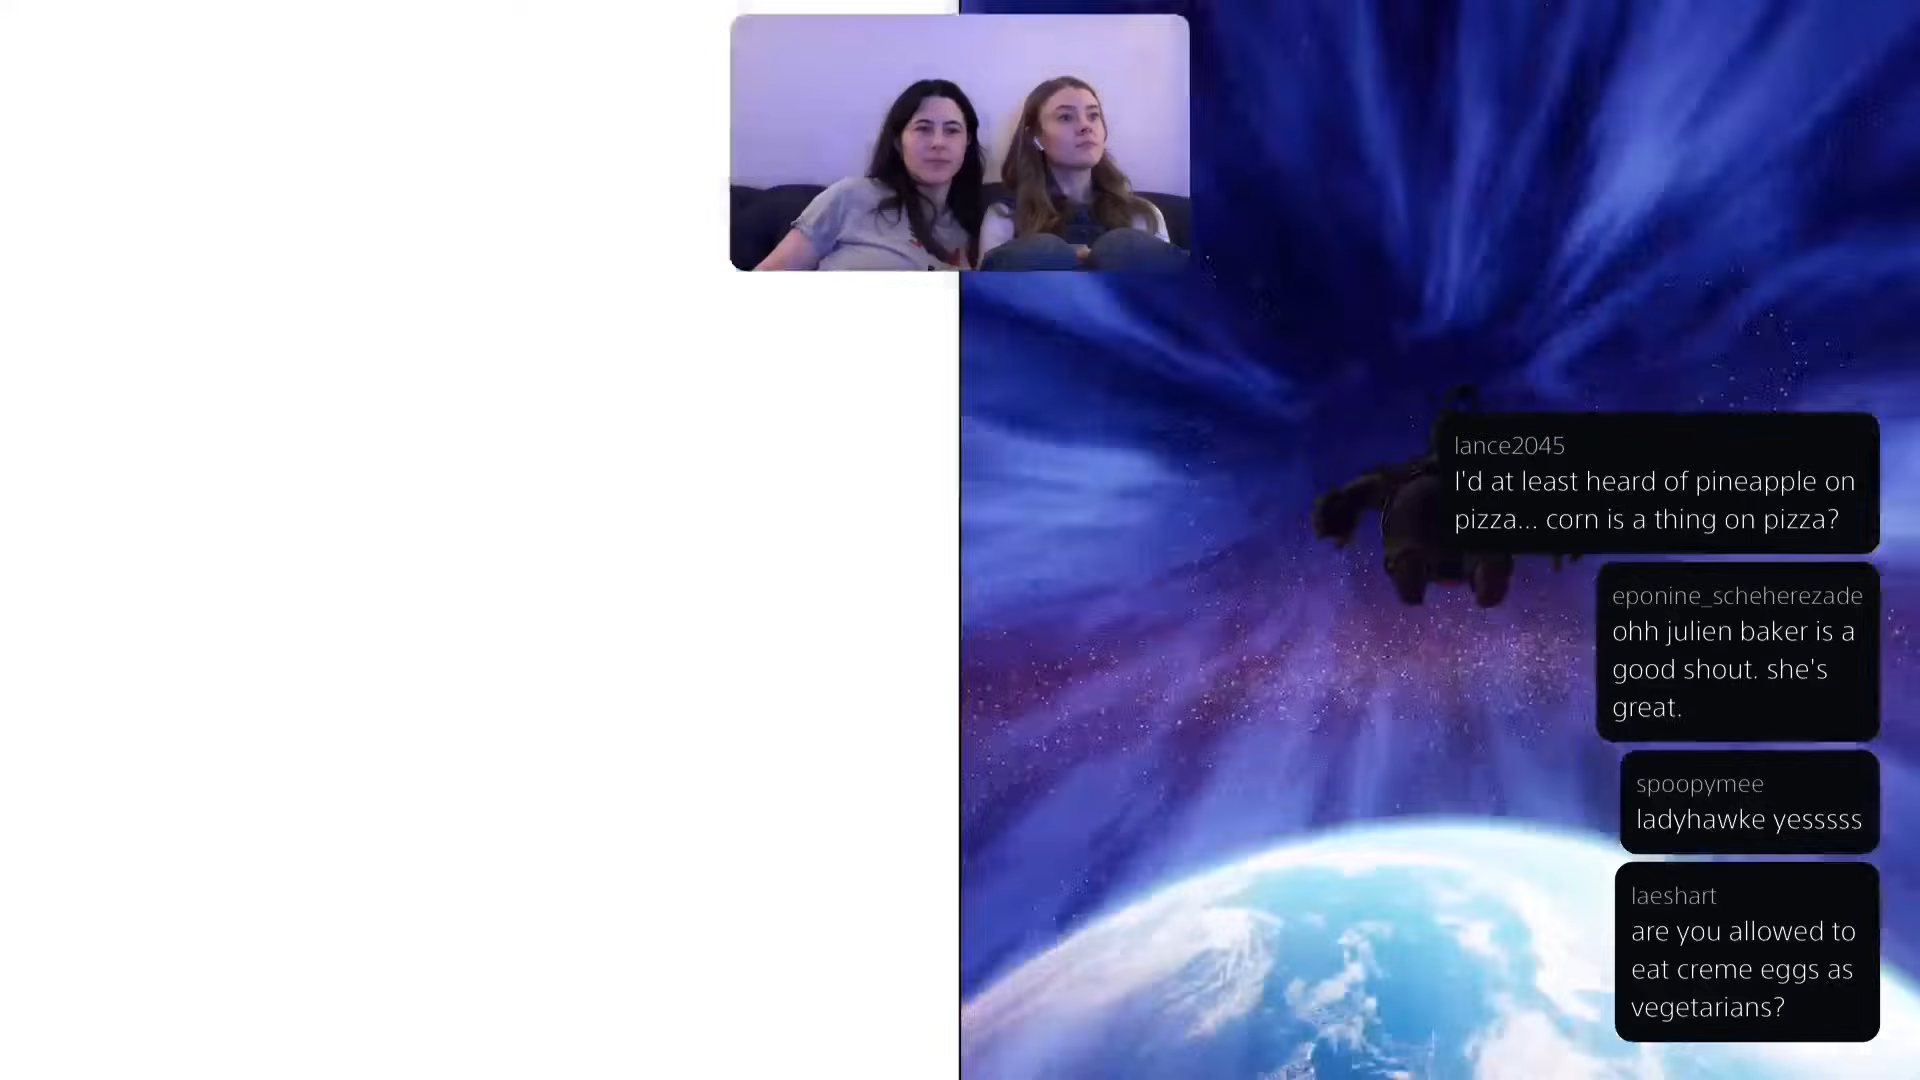 lance2045
I'd at least heard of pineapple on
pizza... corn is a thing on pizza?
eponine_scheherezade
ohh julien baker is a
good shout. she's
great.
spoopymee
ladyhawke yesssss
laeshart
are you allowed to
eat creme eggs as
vegetarians?